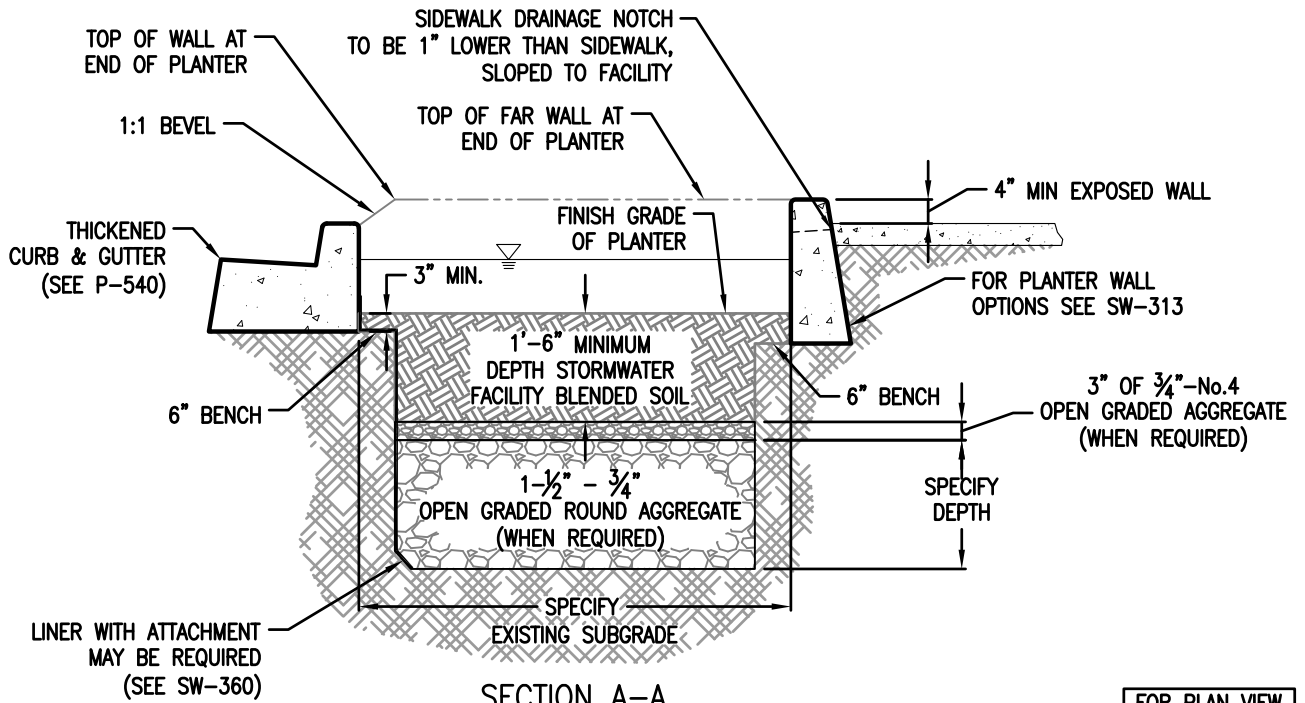 SIDEWALK DRAINAGE NOTCH
TO BE 1" LOWER THAN SIDEWALK,
SLOPED TO FACILITY
TOP OF WALL AT
END OF PLANTER
1:1 BEVEL
TOP OF FAR WALL AT
END OF PLANTER
4" MIN EXPOSED WALL
THICKENED
CURB & GUTTER
(SEE P-540)
FINISH GRADE
OF PLANTER
3" MIN.
FOR PLANTER WALL
OPTIONS SEE SW-313
1'-6" MINIMUM
DEPTH STORMWATER
FACILITY BLENDED SOIL
6" BENCH
6" BENCH
3" OF ¾"-No.4
OPEN GRADED AGGREGATE
(WHEN REQUIRED)
1-½" - ¾"
OPEN GRADED ROUND AGGREGATE
(WHEN REQUIRED)
SPECIFY
DEPTH
SPECIFY
EXISTING SUBGRADE
LINER WITH ATTACHMENT
MAY BE REQUIRED
(SEE SW-360)
SECTION A-A
FOR PLAN VIEW